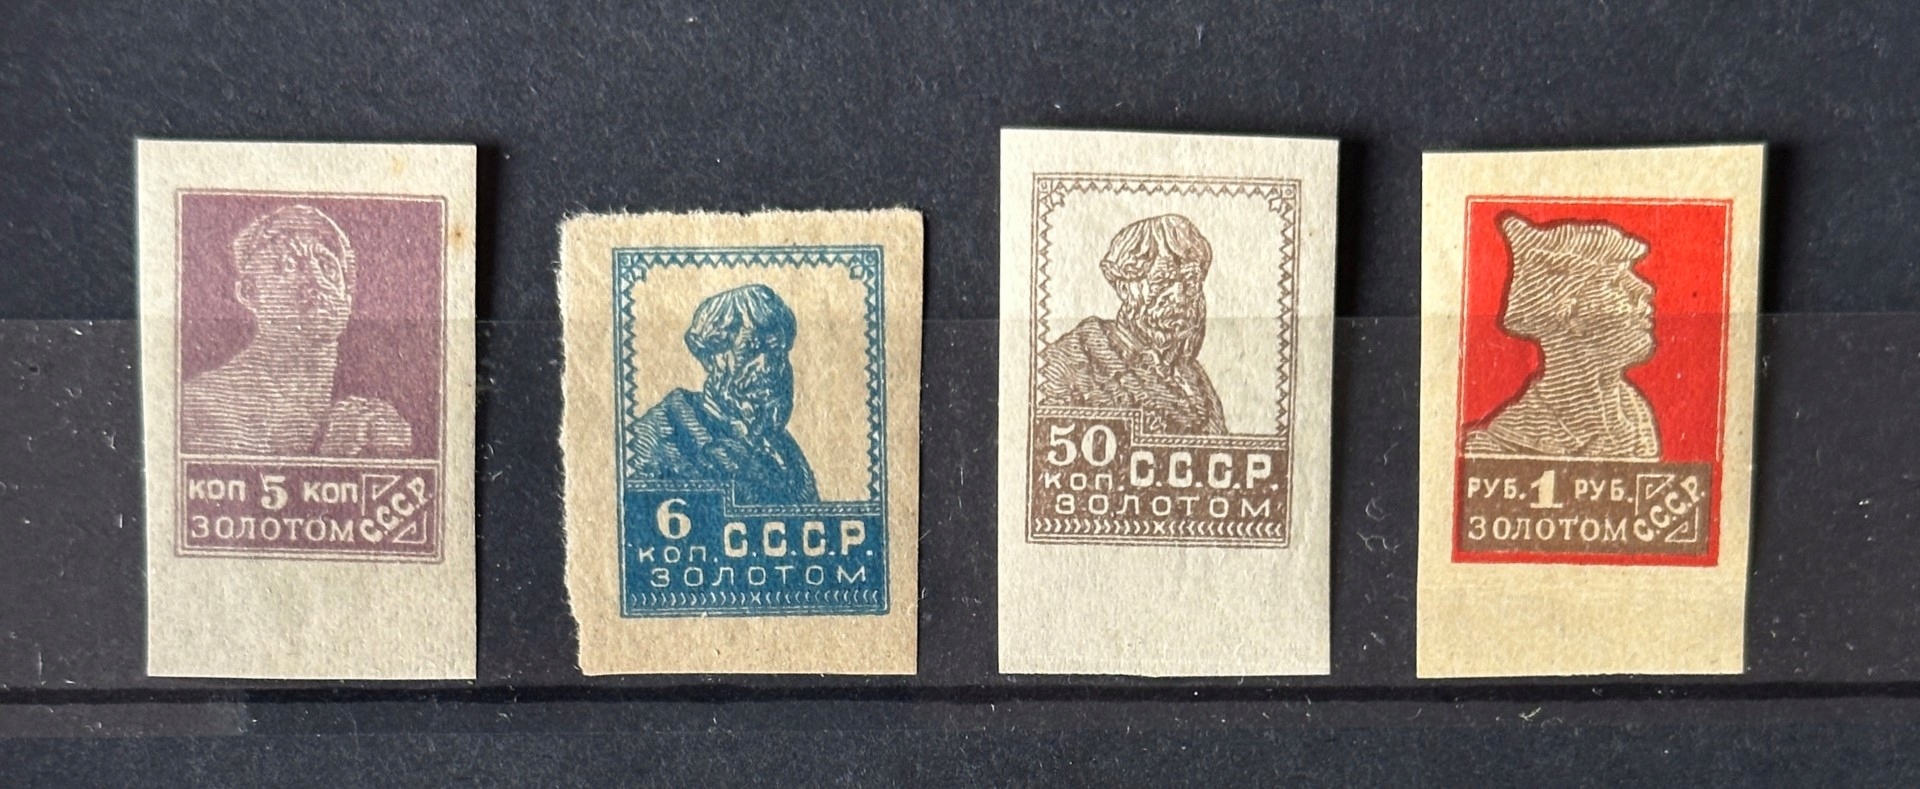 КОП 5 КОП
ЗОЛОТОМ
С.С.С.Р.
6
КОП. С.С.С.Р.
ЗОЛОТОМ
50
КОП. С.С.С.Р.
ЗОЛОТОМ
РУБ. 1 РУБ.
ЗОЛОТОМ
С.С.С.Р.